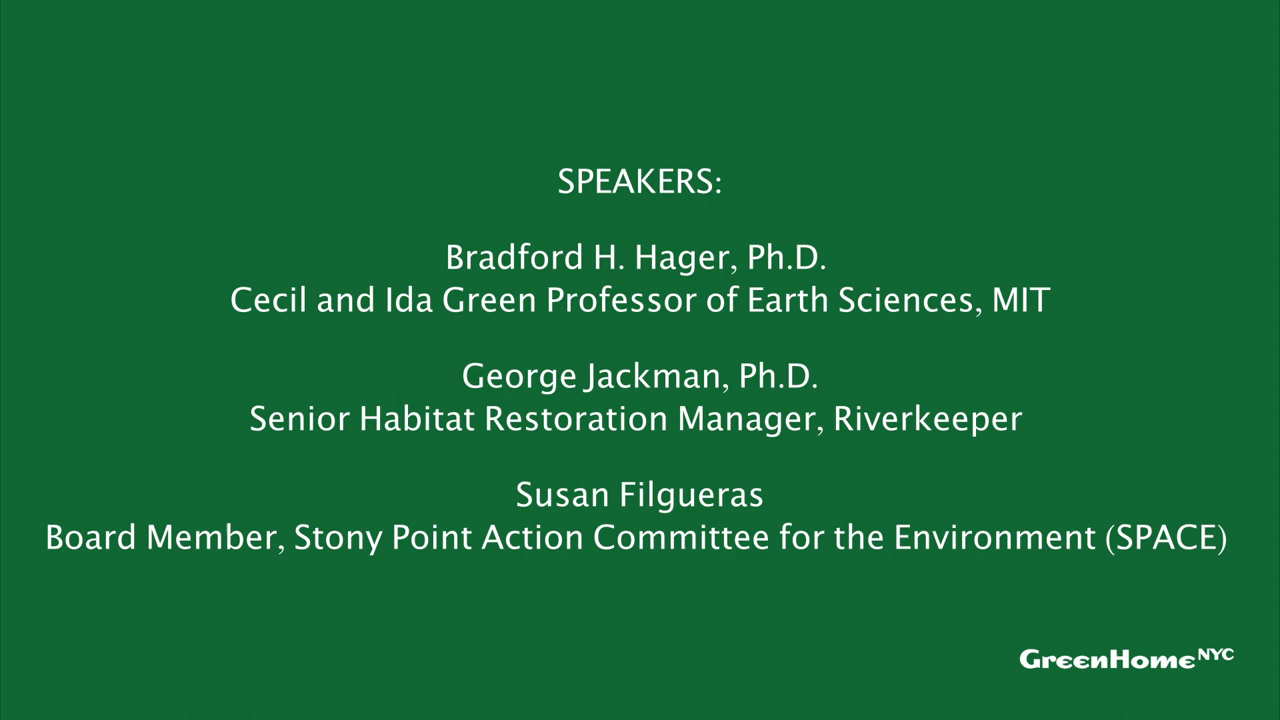 SPEAKERS:
Bradford H. Hager, Ph.D.
Cecil and Ida Green Professor of Earth Sciences, MIT
George Jackman, Ph.D.
Senior Habitat Restoration Manager, Riverkeeper
Susan Filgueras
Board Member, Stony Point Action Committee for the Environment (SPACE)
GreenHomeNYC